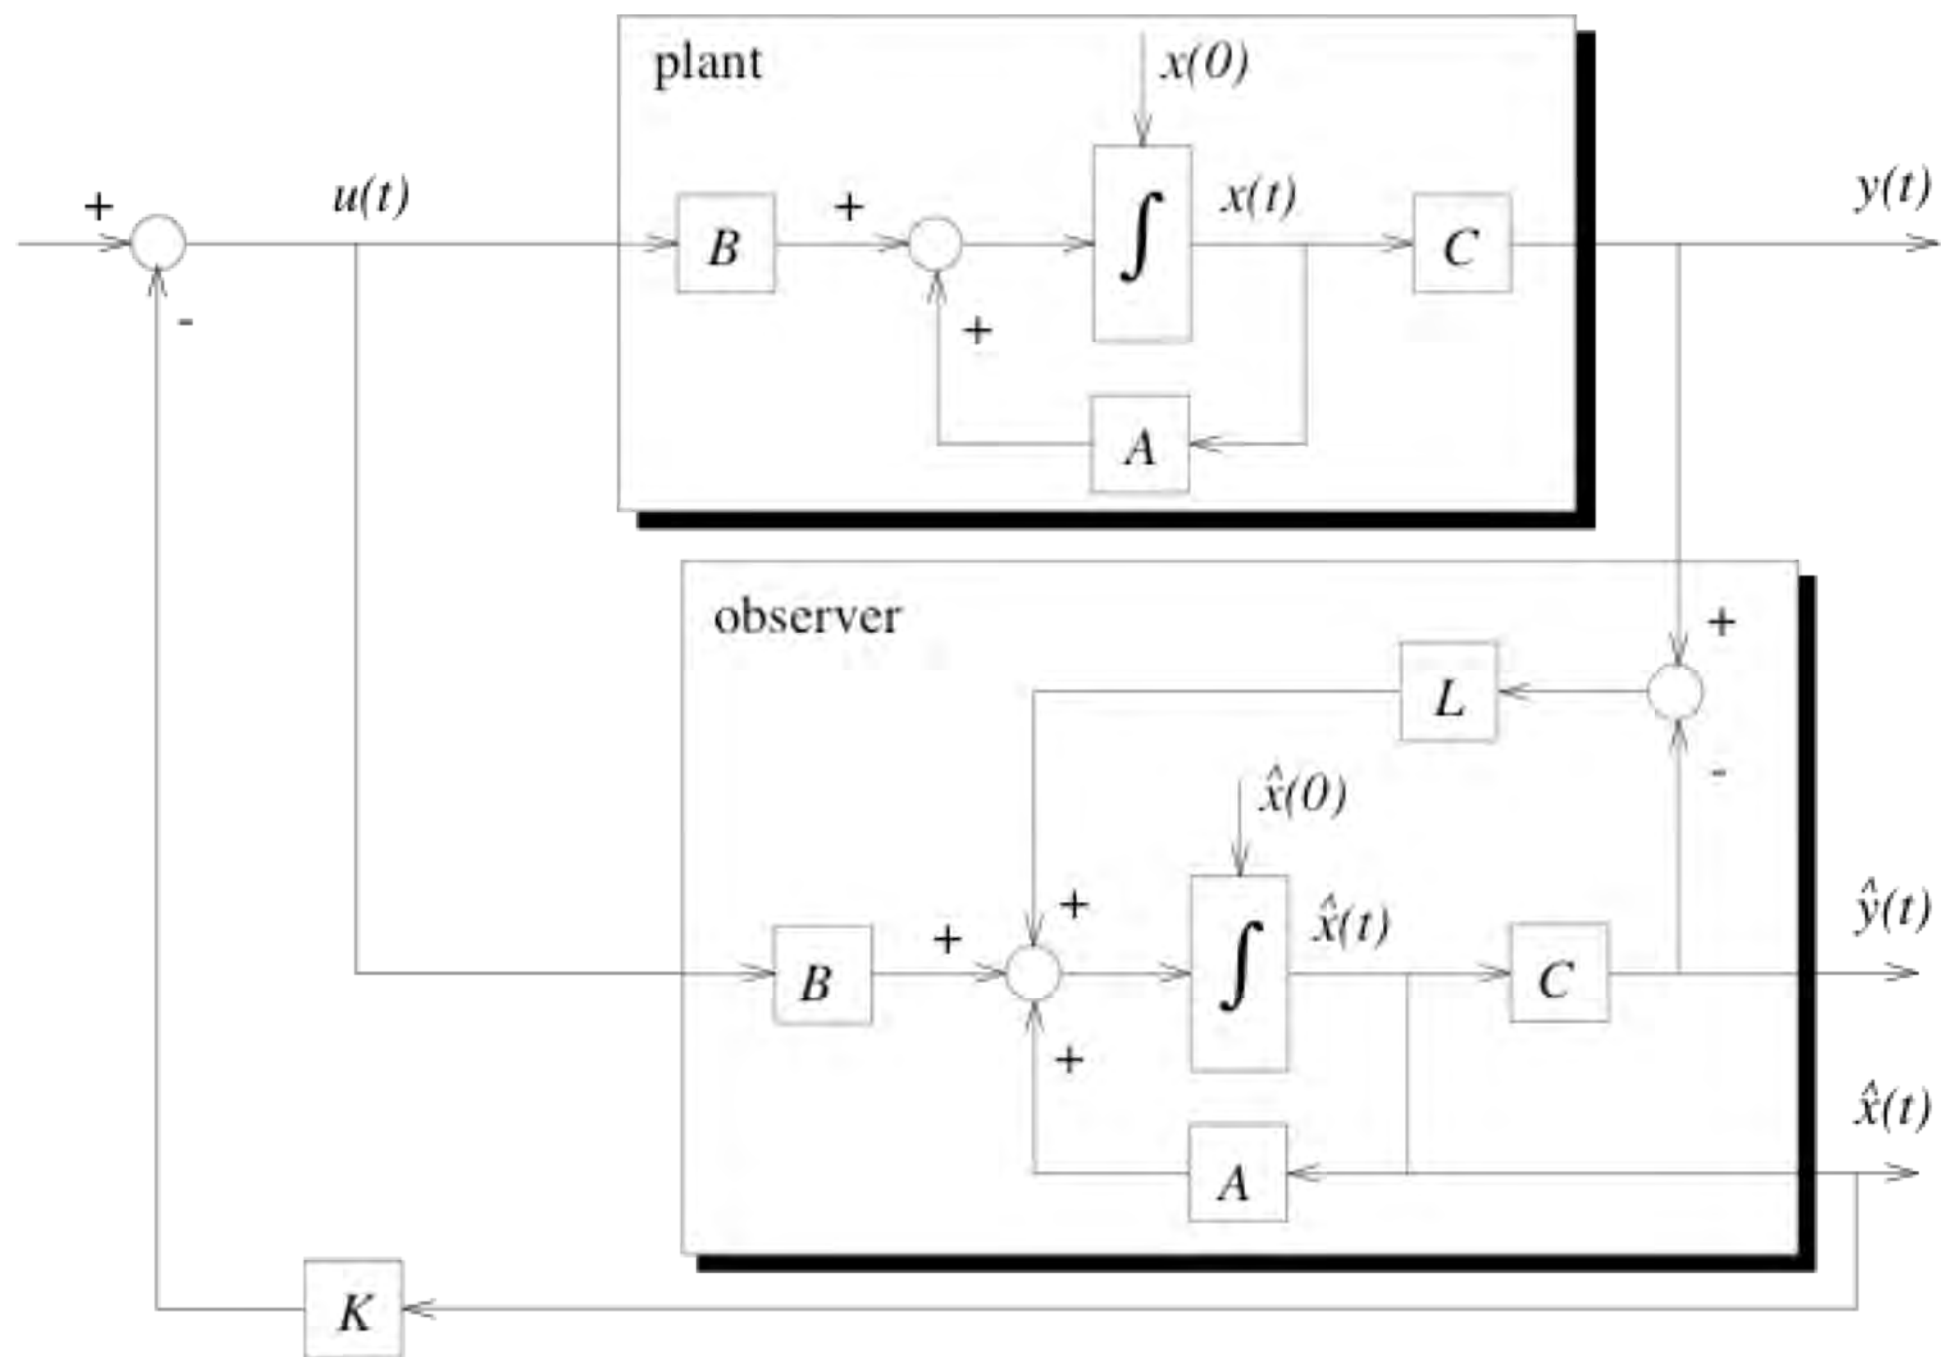 plant
x(0)
+ u(t) B + ∫ x(t) C y(t)
-
+
A
observer
+
L
-
x̂(0)
+
B + ∫ x̂(t) C ŷ(t)
+
A x̂(t)
K